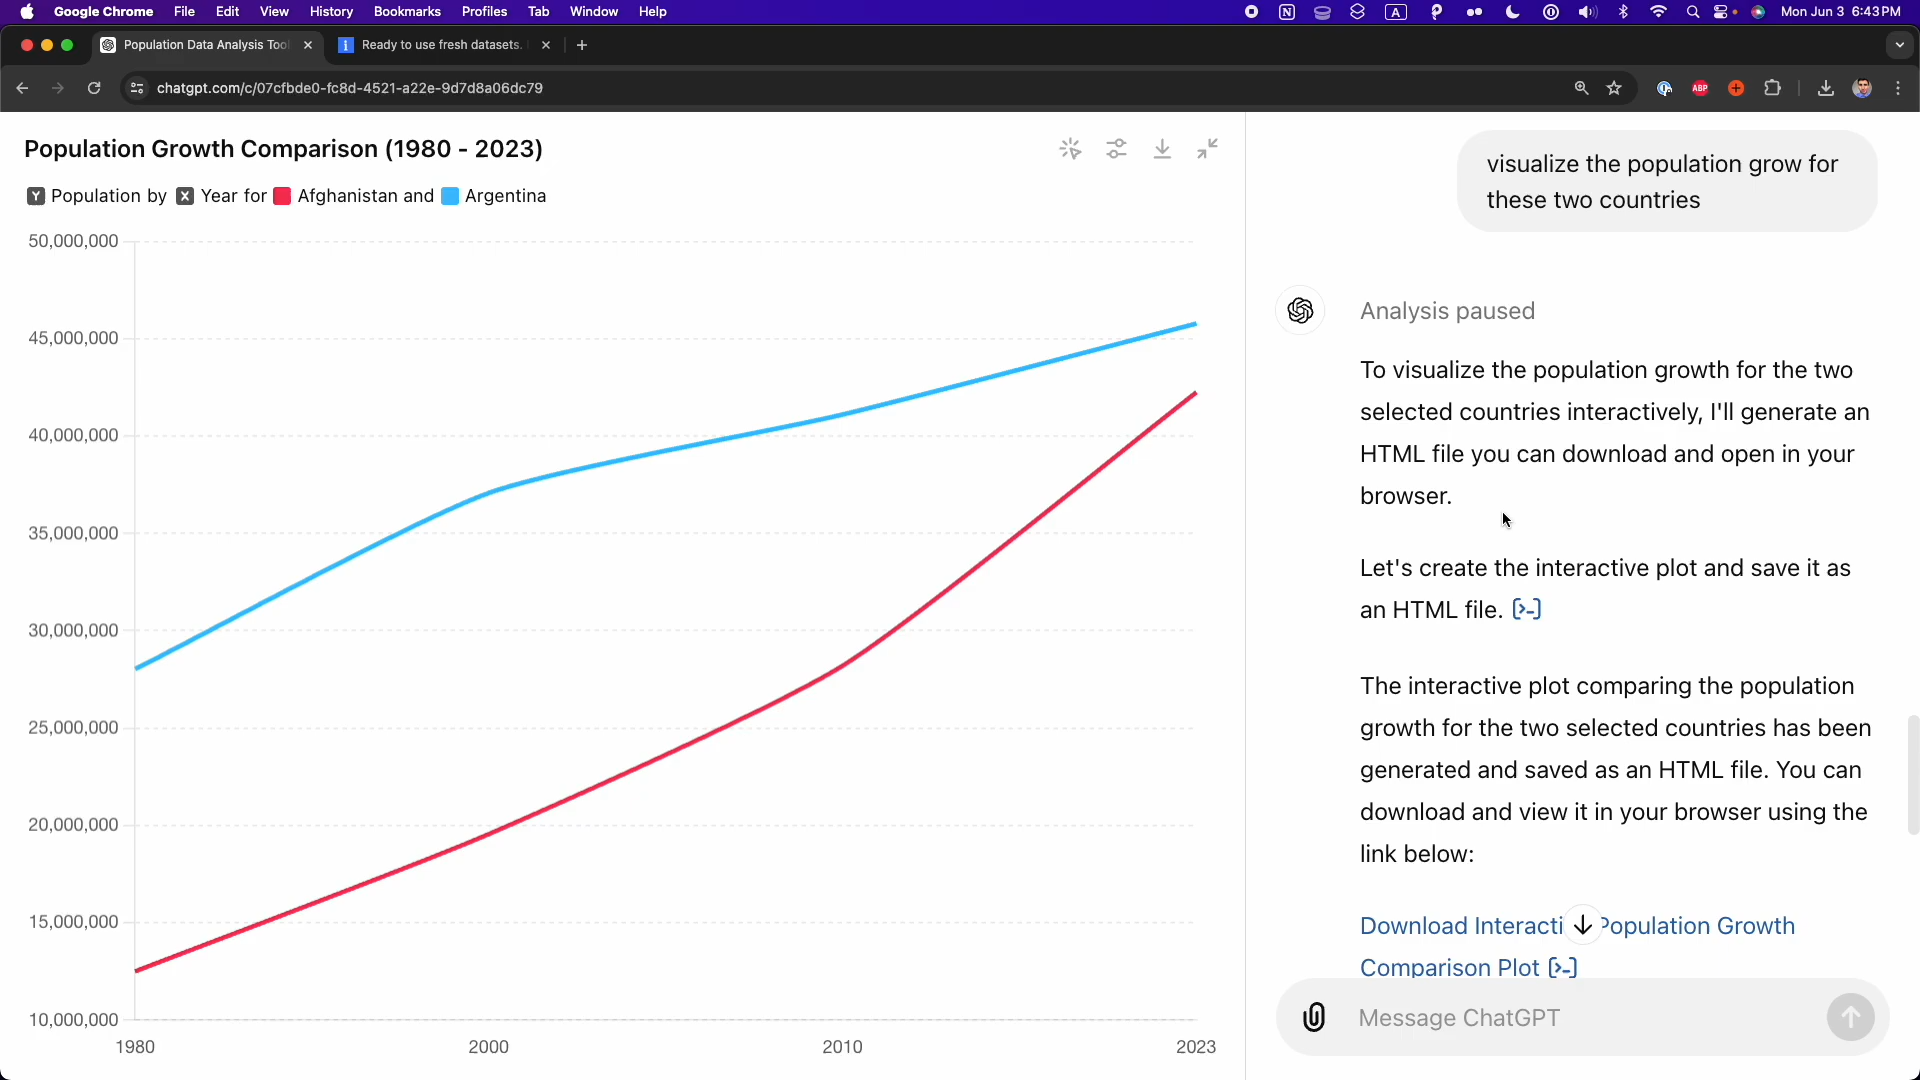 Google Chrome File Edit View History Bookmarks Profiles Tab Window Help
N A Mon Jun 3 6:43 PM
Population Data Analysis Tool Ready to use fresh datasets.
chatgpt.com/c/07cfbde0-fc8d-4521-a22e-9d7d8a06dc79 ABP
Population Growth Comparison (1980 - 2023)
Y Population by X Year for Afghanistan and Argentina
50,000,000
45,000,000
40,000,000
35,000,000
30,000,000
25,000,000
20,000,000
15,000,000
10,000,000
1980 2000 2010 2023
visualize the population grow for
these two countries
Analysis paused
To visualize the population growth for the two
selected countries interactively, I'll generate an
HTML file you can download and open in your
browser.
Let's create the interactive plot and save it as
an HTML file. [>-]
The interactive plot comparing the population
growth for the two selected countries has been
generated and saved as an HTML file. You can
download and view it in your browser using the
link below:
Download Interacti Population Growth
Comparison Plot [>-]
Message ChatGPT